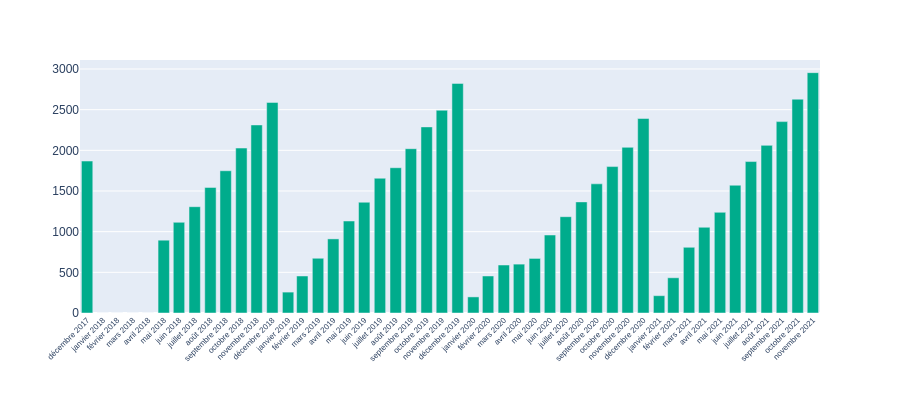 3000
2500
2000
1500
1000
500
0
décembre 2017
janvier 2018
février 2018
mars 2018
avril 2018
mai 2018
juin 2018
juillet 2018
août 2018
septembre 2018
octobre 2018
novembre 2018
décembre 2018
janvier 2019
février 2019
mars 2019
avril 2019
mai 2019
juin 2019
juillet 2019
août 2019
septembre 2019
octobre 2019
novembre 2019
décembre 2019
janvier 2020
février 2020
mars 2020
avril 2020
mai 2020
juin 2020
juillet 2020
août 2020
septembre 2020
octobre 2020
novembre 2020
décembre 2020
janvier 2021
février 2021
mars 2021
avril 2021
mai 2021
juin 2021
juillet 2021
août 2021
septembre 2021
octobre 2021
novembre 2021